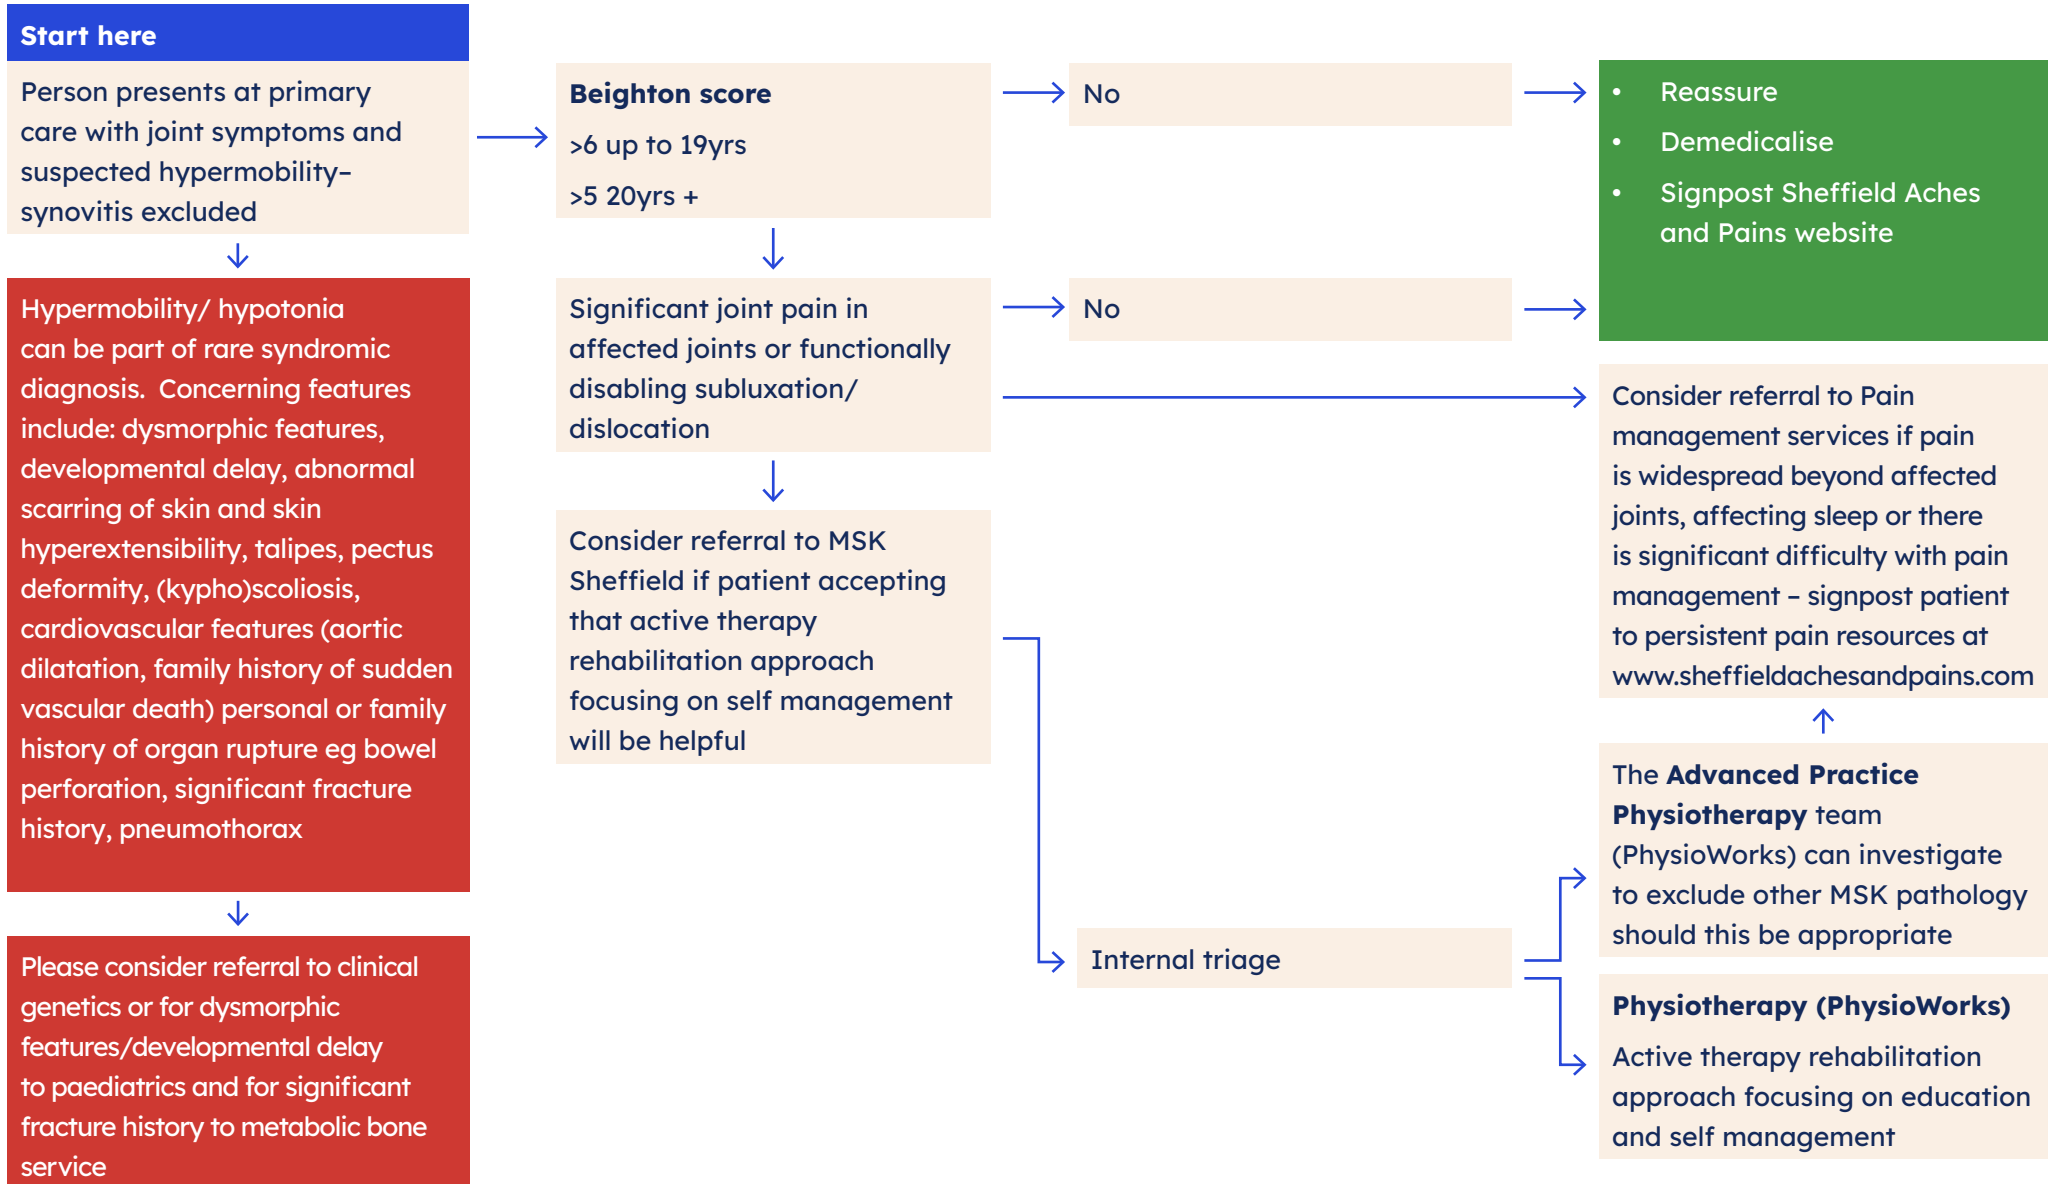 Start here
Person presents at primary
care with joint symptoms and
suspected hypermobility–
synovitis excluded
Hypermobility/ hypotonia
can be part of rare syndromic
diagnosis.  Concerning features
include: dysmorphic features,
developmental delay, abnormal
scarring of skin and skin
hyperextensibility, talipes, pectus
deformity, (kypho)scoliosis,
cardiovascular features (aortic
dilatation, family history of sudden
vascular death) personal or family
history of organ rupture eg bowel
perforation, significant fracture
history, pneumothorax
Please consider referral to clinical
genetics or for dysmorphic
features/developmental delay
to paediatrics and for significant
fracture history to metabolic bone
service
Beighton score
>6 up to 19yrs
>5 20yrs +
No
Significant joint pain in
affected joints or functionally
disabling subluxation/
dislocation
No
Consider referral to MSK
Sheffield if patient accepting
that active therapy
rehabilitation approach
focusing on self management
will be helpful
Internal triage
• Reassure
• Demedicalise
• Signpost Sheffield Aches
and Pains website
Consider referral to Pain
management services if pain
is widespread beyond affected
joints, affecting sleep or there
is significant difficulty with pain
management – signpost patient
to persistent pain resources at
www.sheffieldachesandpains.com
The Advanced Practice
Physiotherapy team
(PhysioWorks) can investigate
to exclude other MSK pathology
should this be appropriate
Physiotherapy (PhysioWorks)
Active therapy rehabilitation
approach focusing on education
and self management